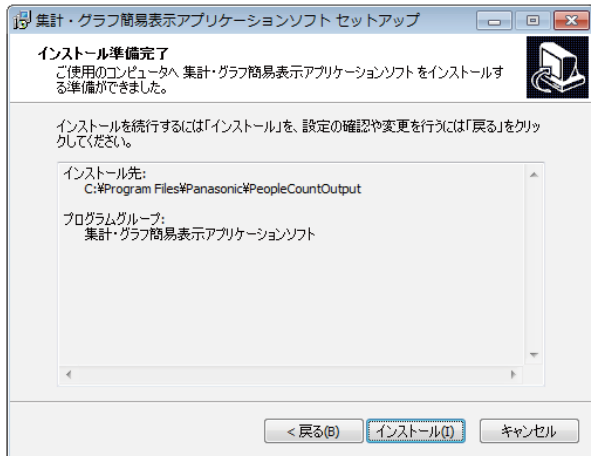 集計・グラフ簡易表示アプリケーションソフト セットアップ
インストール準備完了
ご使用のコンピュータへ 集計・グラフ簡易表示アプリケーションソフト をインストールす
る準備ができました。
インストールを続行するには「インストール」を、設定の確認や変更を行うには「戻る」をクリッ
クしてください。
インストール先:
C:¥Program Files¥Panasonic¥PeopleCountOutput
プログラムグループ:
集計・グラフ簡易表示アプリケーションソフト
< 戻る(B) インストール(I) キャンセル